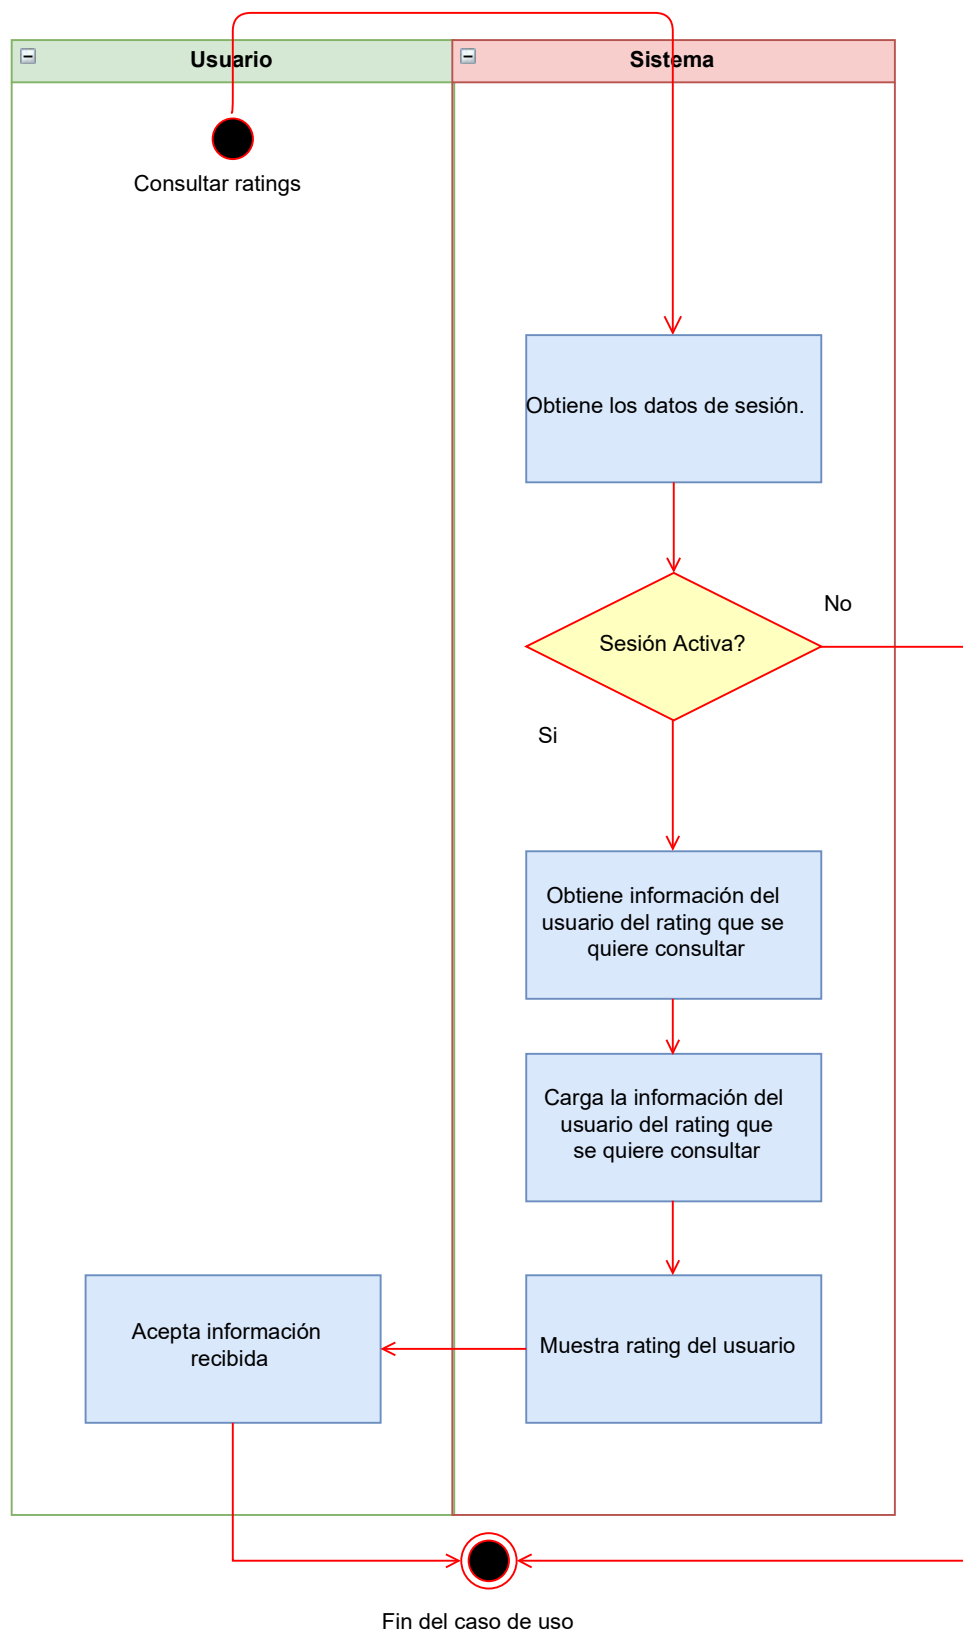 Usuario
Sistema
Consultar ratings
Obtiene los datos de sesión.
Sesión Activa?
No
Si
Obtiene información del
usuario del rating que se
quiere consultar
Carga la información del
usuario del rating que
se quiere consultar
Acepta información
recibida
Muestra rating del usuario
Fin del caso de uso